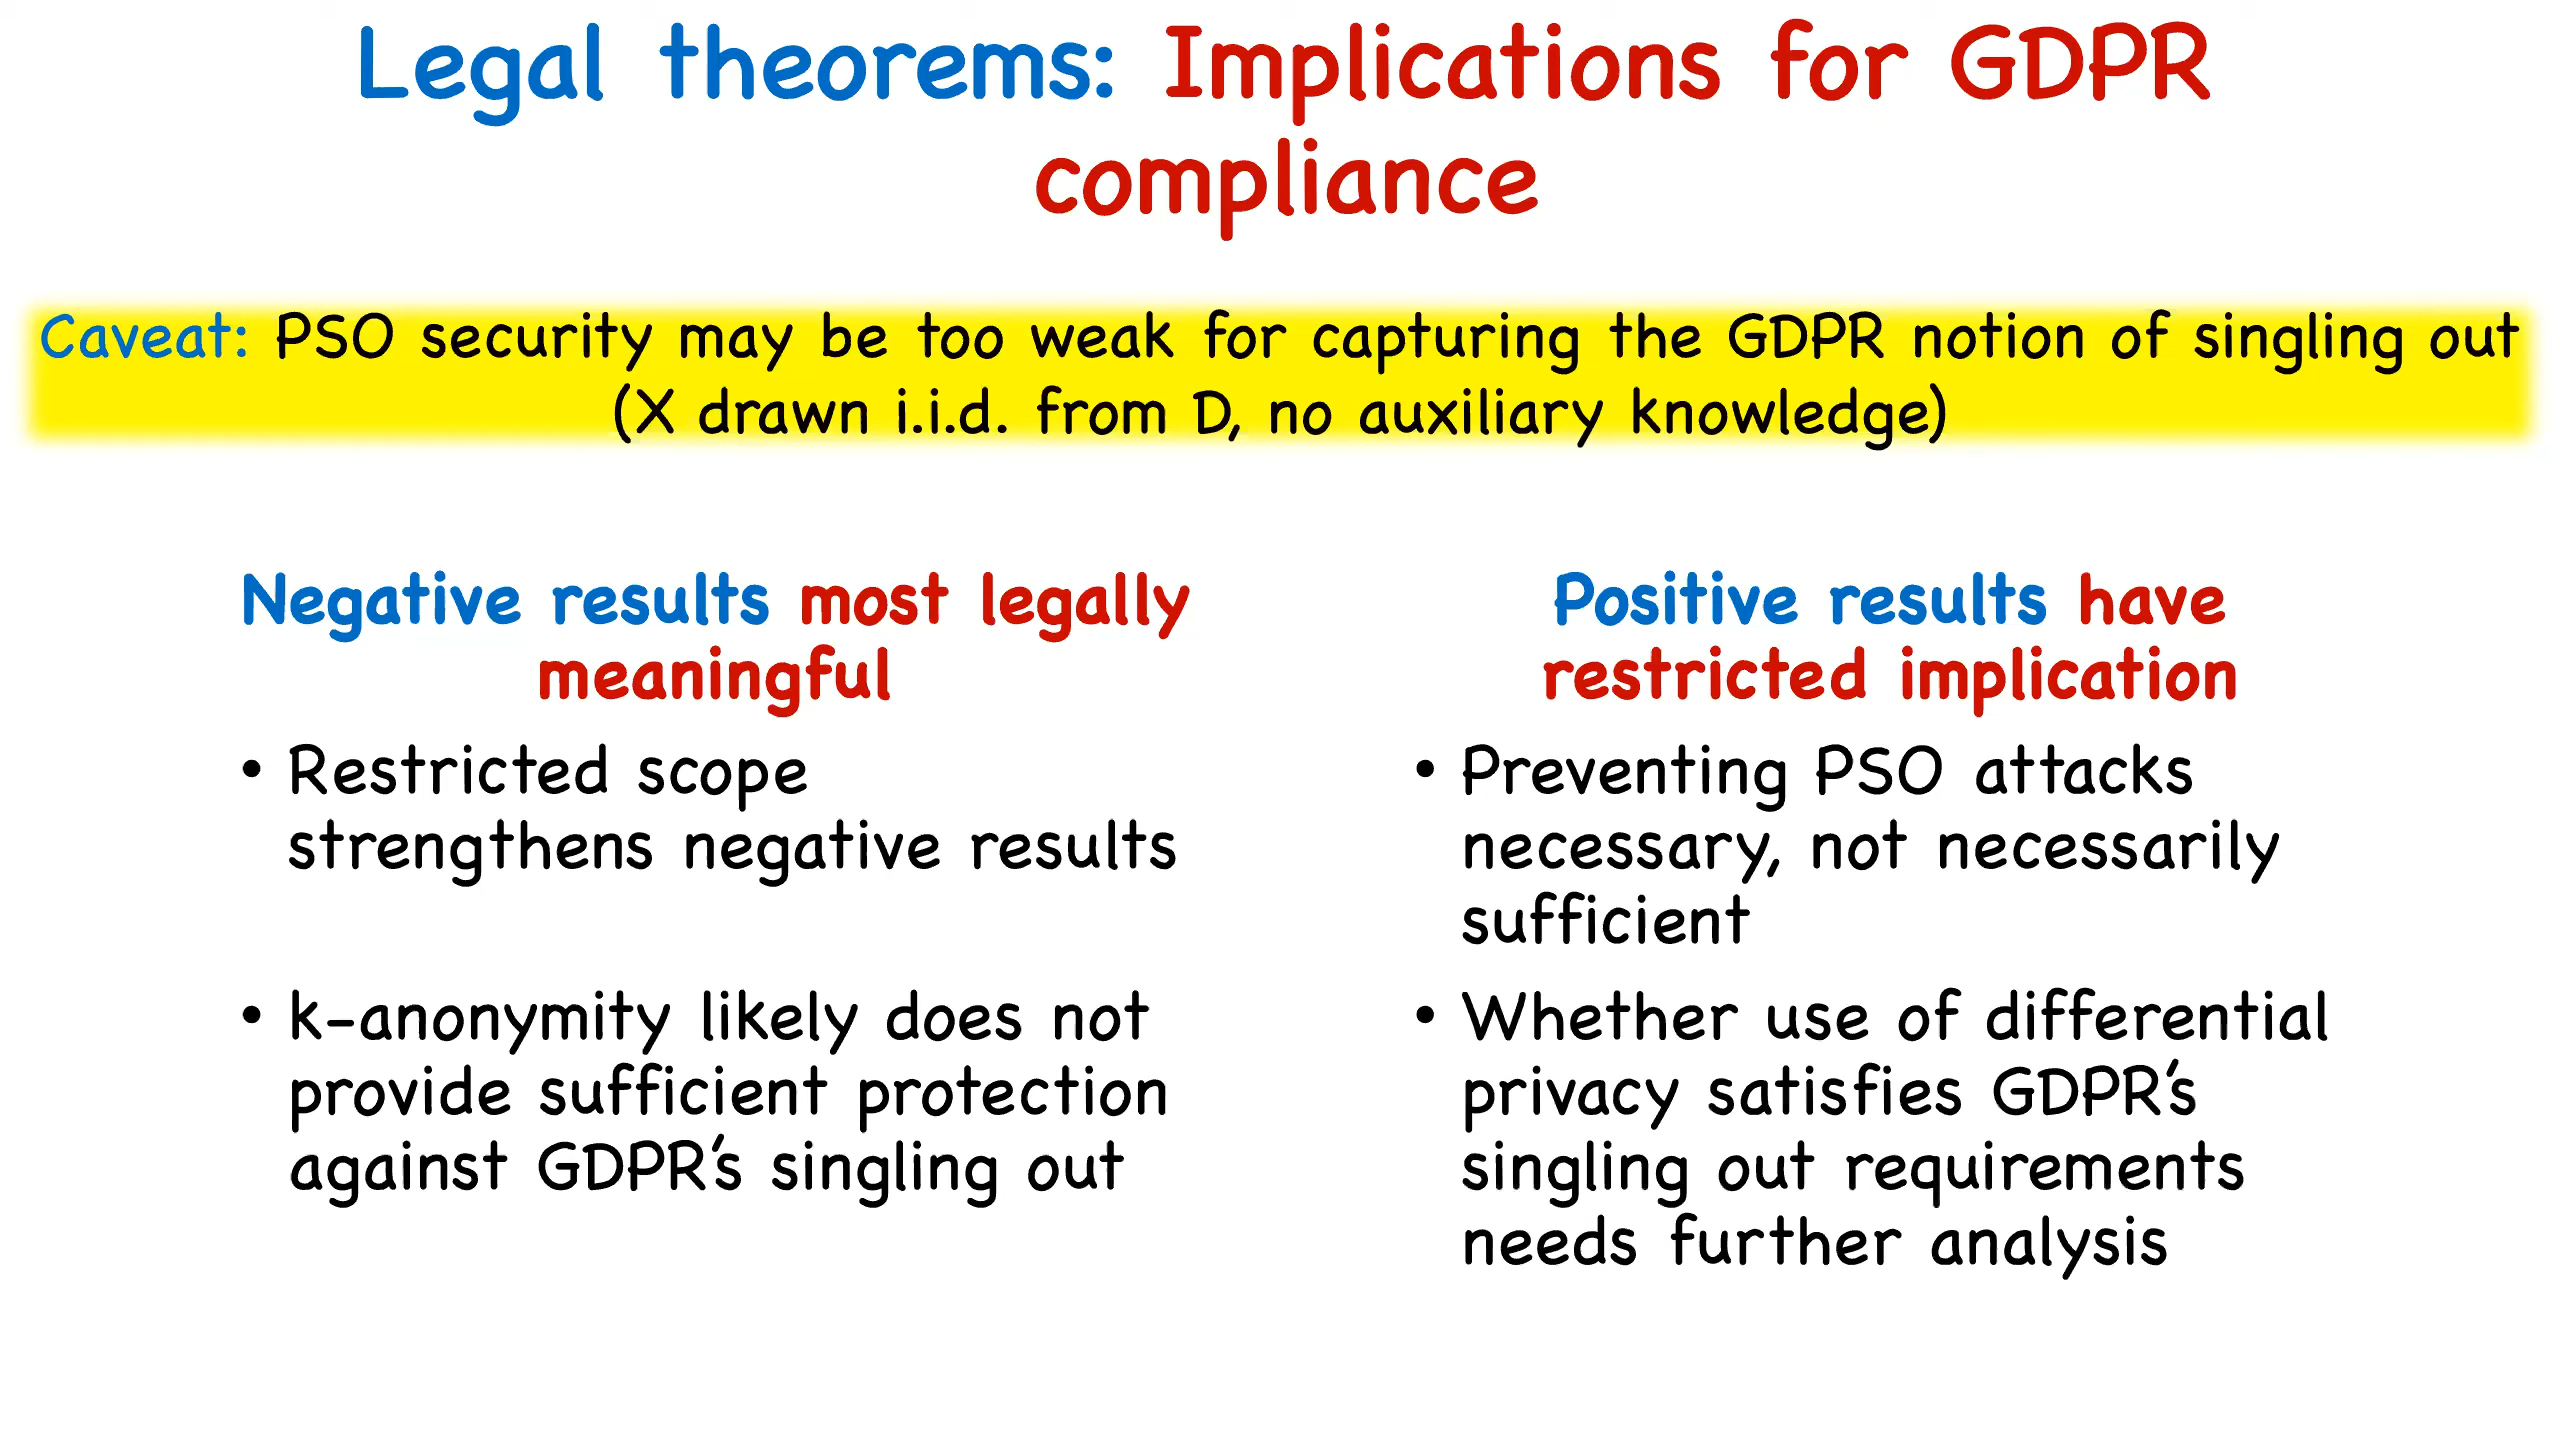 Legal theorems: Implications for GDPR
compliance
Caveat: PSO security may be too weak for capturing the GDPR notion of singling out
(X drawn i.i.d. from D, no auxiliary knowledge)
Negative results most legally
meaningful
• Restricted scope
strengthens negative results
• k-anonymity likely does not
provide sufficient protection
against GDPR's singling out
Positive results have
restricted implication
• Preventing PSO attacks
necessary, not necessarily
sufficient
• Whether use of differential
privacy satisfies GDPR's
singling out requirements
needs further analysis